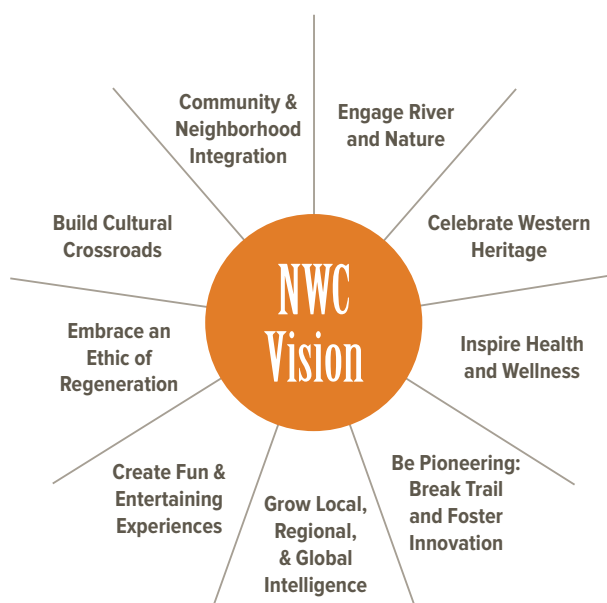 Community &
Neighborhood
Integration
Engage River
and Nature
Celebrate Western
Heritage
Inspire Health
and Wellness
Be Pioneering:
Break Trail
and Foster
Innovation
Grow Local,
Regional,
& Global
Intelligence
Create Fun &
Entertaining
Experiences
Embrace an
Ethic of
Regeneration
Build Cultural
Crossroads
NWC
Vision